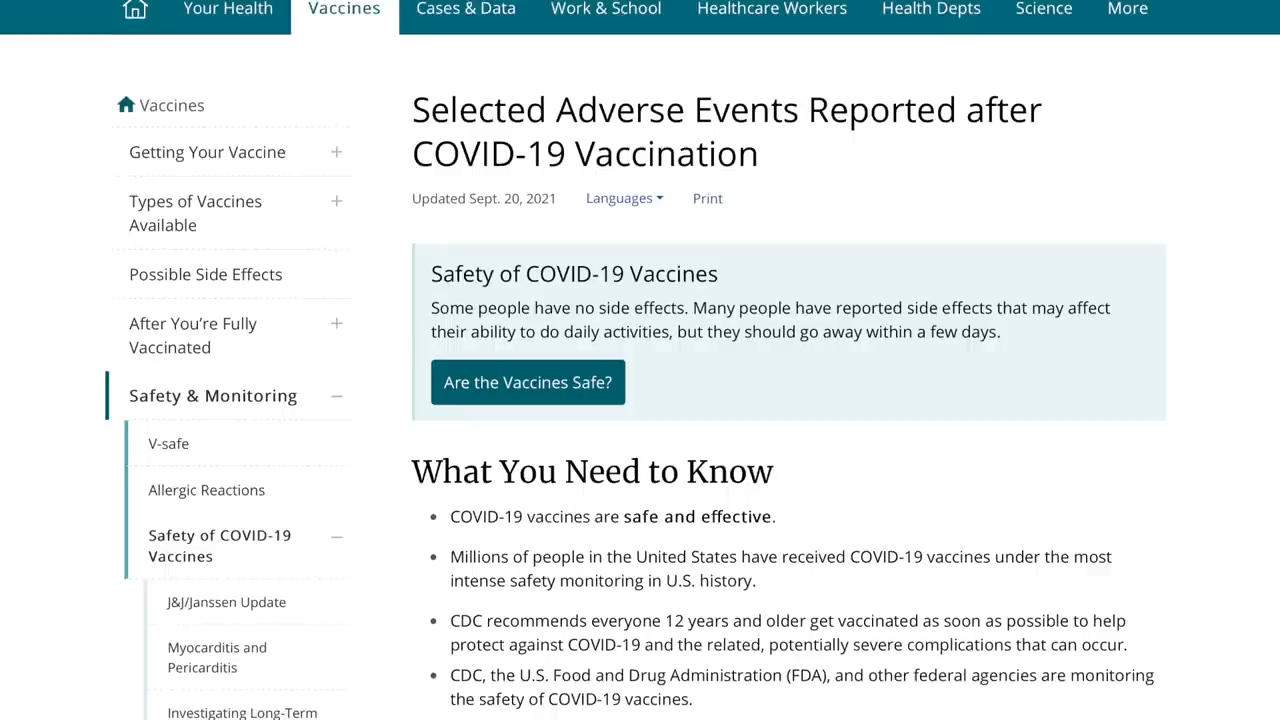 Your Health
Vaccines
Cases & Data
Work & School
Healthcare Workers
Health Depts
Science
More
Vaccines
Getting Your Vaccine
Types of Vaccines
Available
Possible Side Effects
After You're Fully
Vaccinated
Safety & Monitoring
V-safe
Allergic Reactions
Safety of COVID-19
Vaccines
J&J/Janssen Update
Myocarditis and
Pericarditis
Investigating Long-Term
Selected Adverse Events Reported after
COVID-19 Vaccination
Updated Sept. 20, 2021
Languages
Print
Safety of COVID-19 Vaccines
Some people have no side effects. Many people have reported side effects that may affect
their ability to do daily activities, but they should go away within a few days.
Are the Vaccines Safe?
What You Need to Know
COVID-19 vaccines are safe and effective.
Millions of people in the United States have received COVID-19 vaccines under the most
intense safety monitoring in U.S. history.
CDC recommends everyone 12 years and older get vaccinated as soon as possible to help
protect against COVID-19 and the related, potentially severe complications that can occur.
CDC, the U.S. Food and Drug Administration (FDA), and other federal agencies are monitoring
the safety of COVID-19 vaccines.